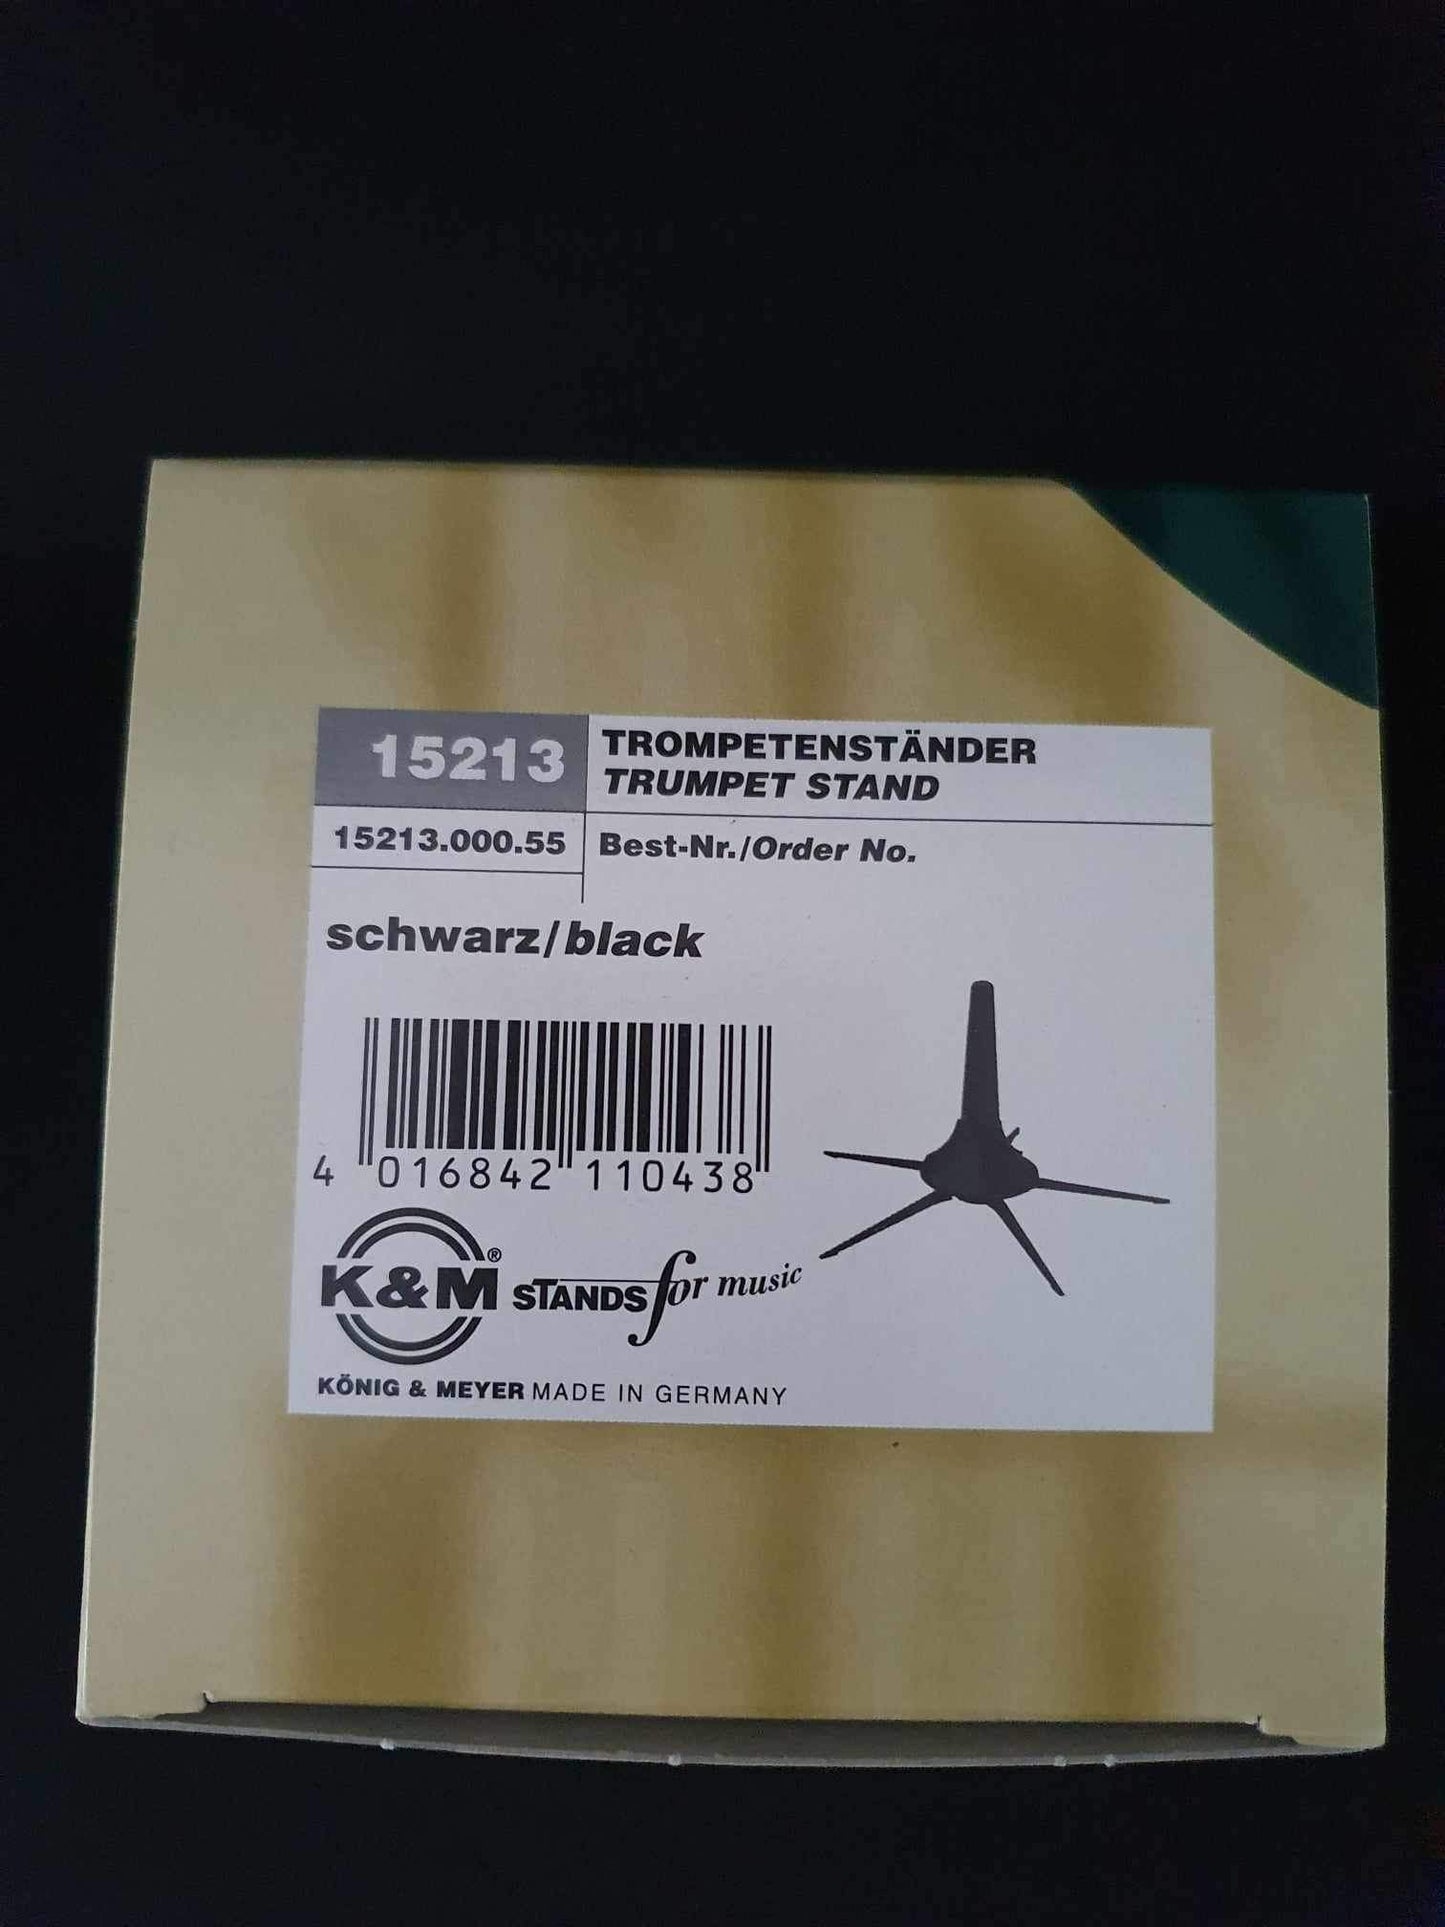 15213
TROMPETENSTÄNDER
TRUMPET STAND
15213.000.55
Best-Nr./Order No.
schwarz/black
4 016842 110438
K&M® STANDS for music
KÖNIG & MEYER MADE IN GERMANY